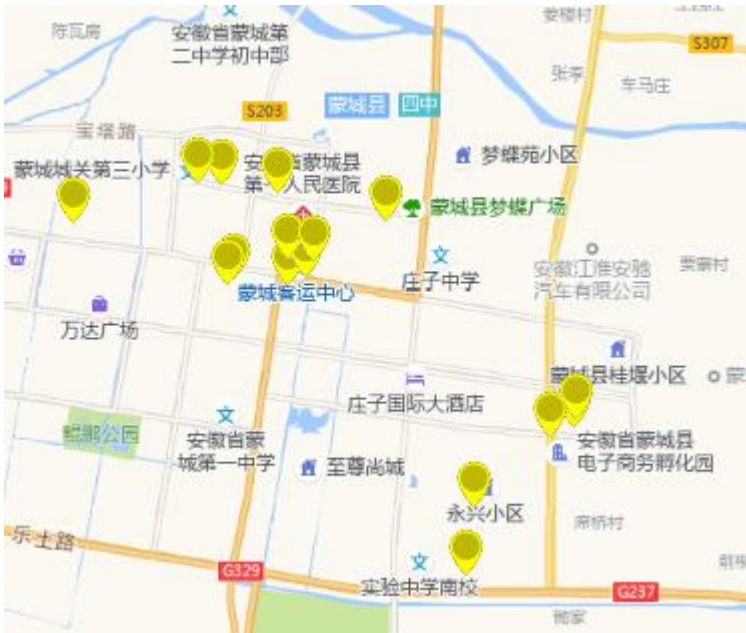 陈瓦房
安徽省蒙城第
二中学初中部
姜楼村
S307
张李
车马庄
S203
蒙城县
四中
宝塔路
蒙城城关第三小学
安徽省蒙城县
第一人民医院
梦蝶苑小区
蒙城县梦蝶广场
庄子中学
安徽江淮安驰
汽车有限公司
蒙城客运中心
万达广场
蒙城县桂堰小区
蒙
庄子国际大酒店
鲲鹏公园
安徽省蒙
城第一中学
至尊尚城
安徽省蒙城县
电子商务孵化园
永兴小区
席桥村
乐土路
G329
实验中学南校
G237